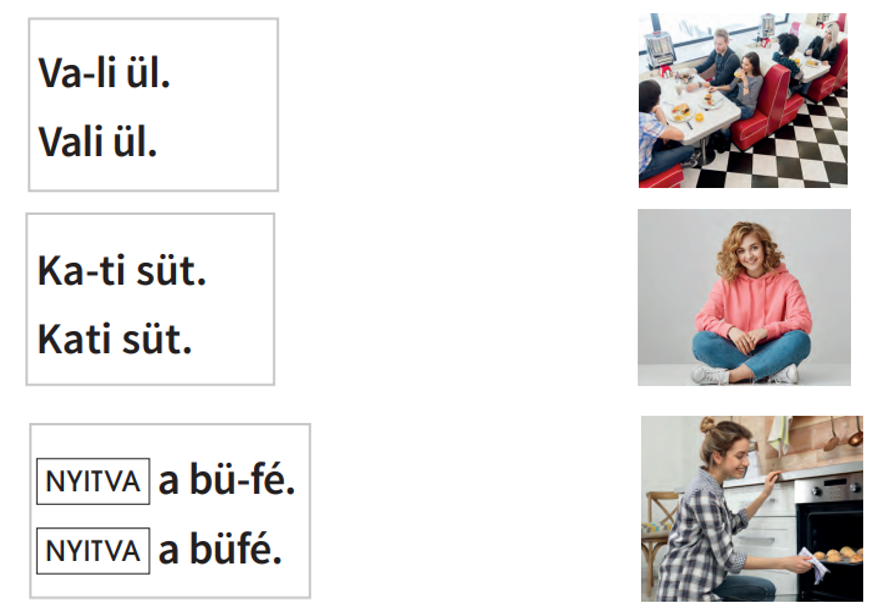 Va-li ül.
Vali ül.
Ka-ti süt.
Kati süt.
NYITVA a bü-fé.
NYITVA a büfé.